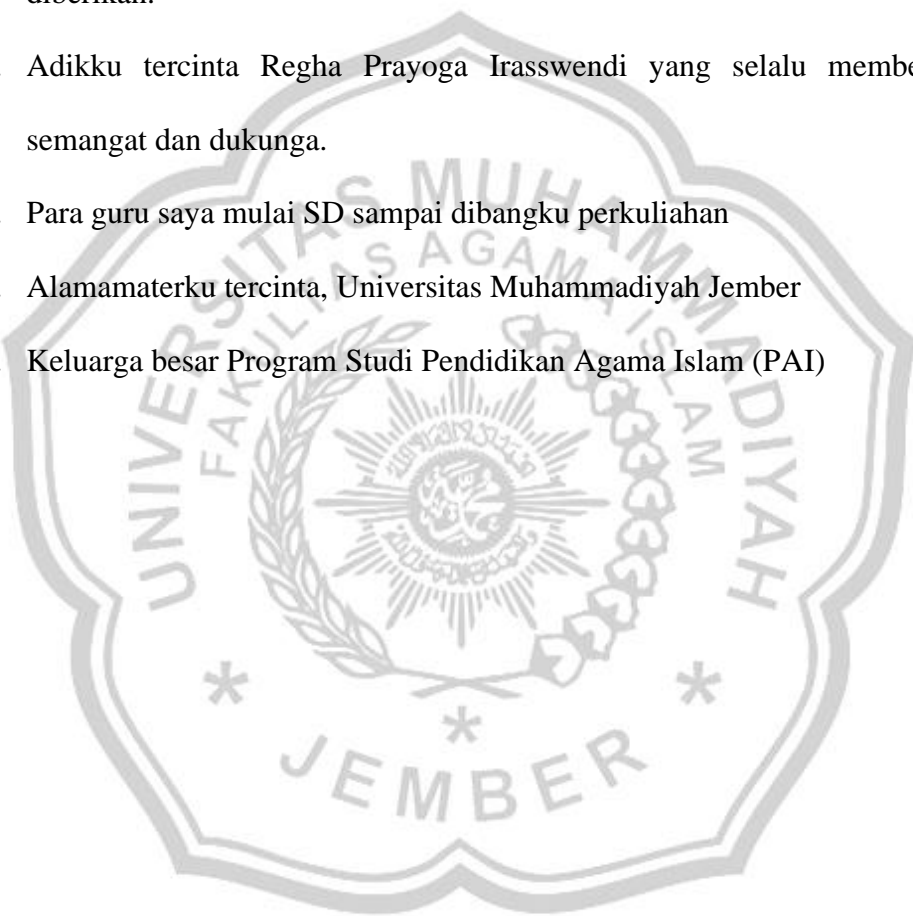 diberikan.
Adikku tercinta Regha Prayoga Irasswendi yang selalu membe
semangat dan dukunga.
Para guru saya mulai SD sampai dibangku perkuliahan
Alamamaterku tercinta, Universitas Muhammadiyah Jember
Keluarga besar Program Studi Pendidikan Agama Islam (PAI)
UNIVERSITAS MUHAMMADIYAH
FAKULTAS AGAMA ISLAM
JEMBER